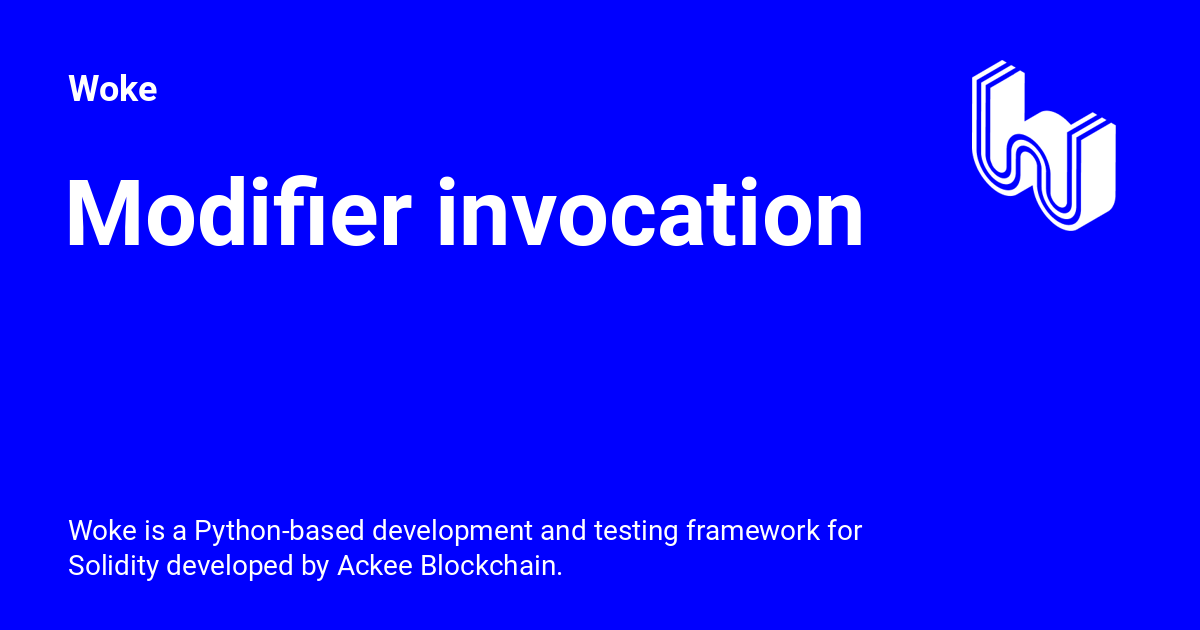 Woke
Modifier invocation
Woke is a Python-based development and testing framework for
Solidity developed by Ackee Blockchain.